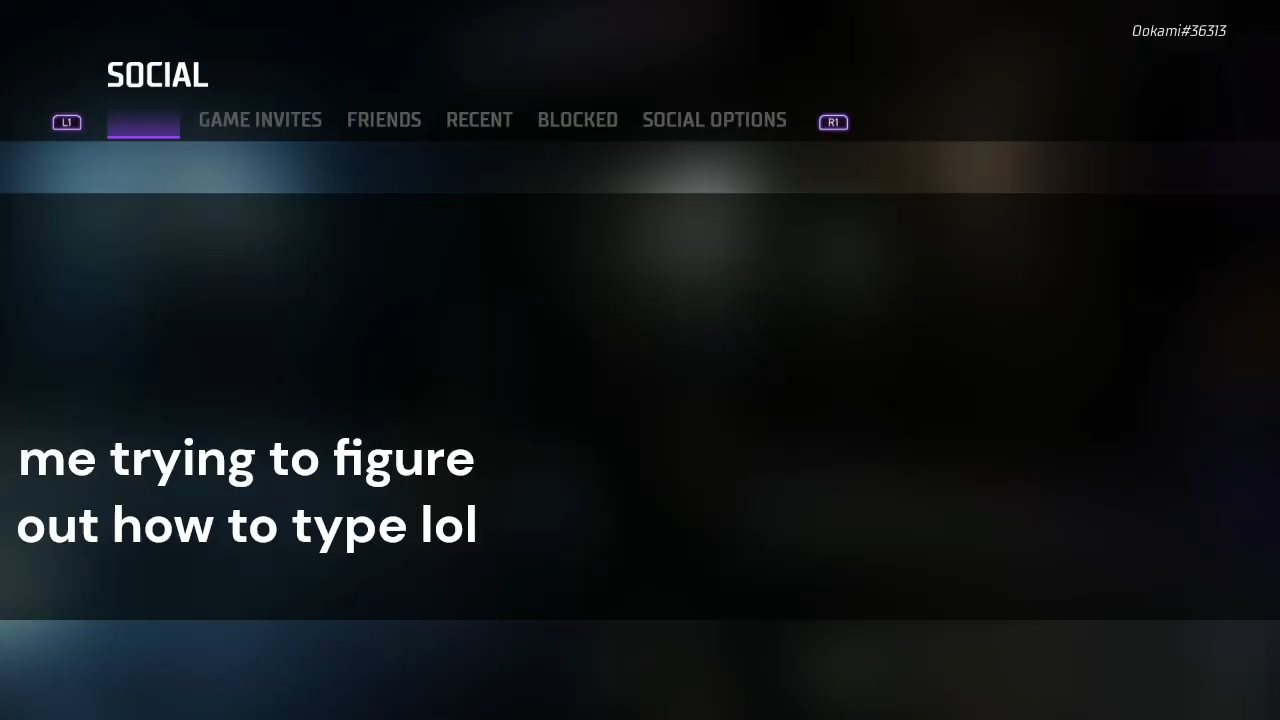 Ookami#36313
SOCIAL
L1 GAME INVITES FRIENDS RECENT BLOCKED SOCIAL OPTIONS R1
me trying to figure
out how to type lol